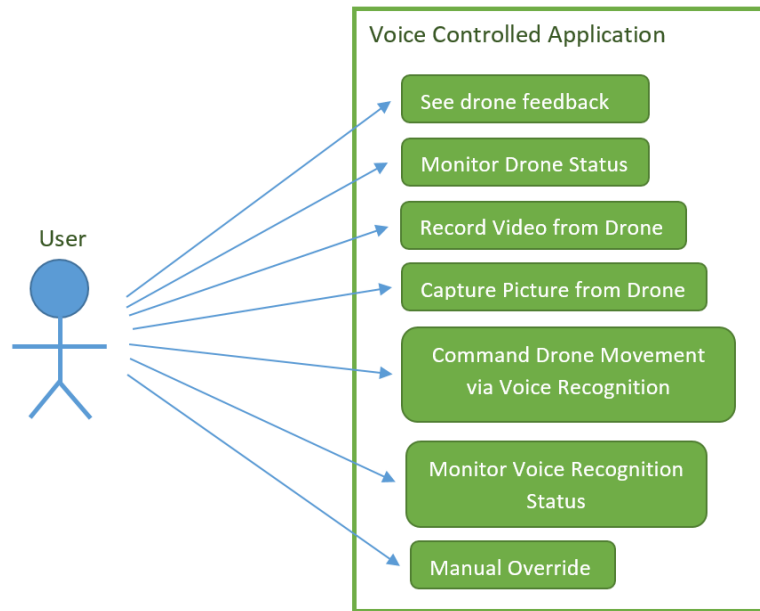 Voice Controlled Application
See drone feedback
Monitor Drone Status
Record Video from Drone
User
Capture Picture from Drone
Command Drone Movement
via Voice Recognition
Monitor Voice Recognition
Status
Manual Override